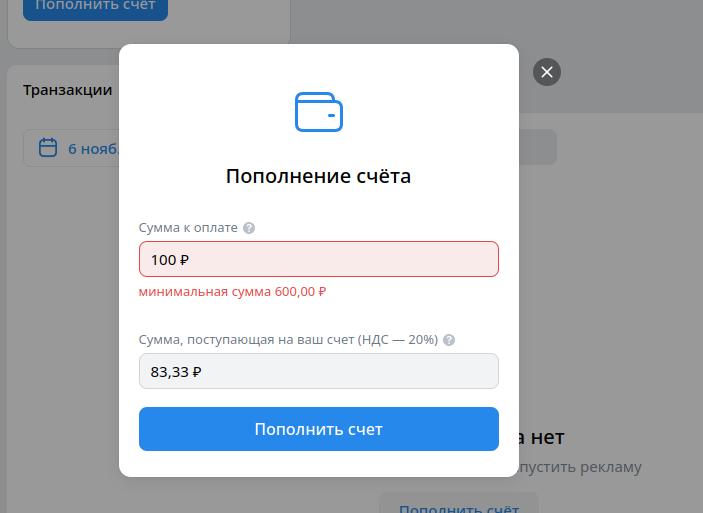 Пополнить счёт
Транзакции
6 нояб.
Пополнение счёта
Сумма к оплате
100 ₽
минимальная сумма 600,00 ₽
Сумма, поступающая на ваш счет (НДС — 20%)
83,33 ₽
Пополнить счет
а нет
пустить рекламу
Пополнить счёт